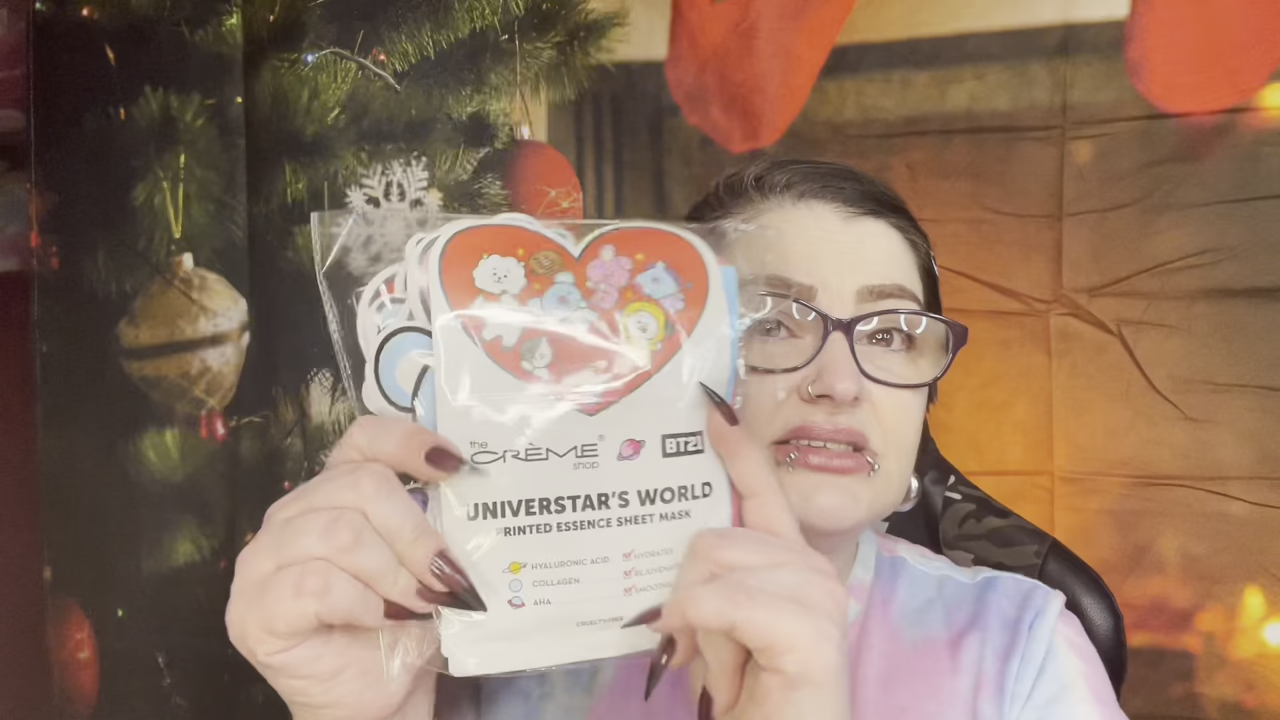 the
CRÈME®
shop
BT21
UNIVERSTAR'S WORLD
PRINTED ESSENCE SHEET MASK
HYALURONIC ACID
HYDRATES
COLLAGEN
AHA